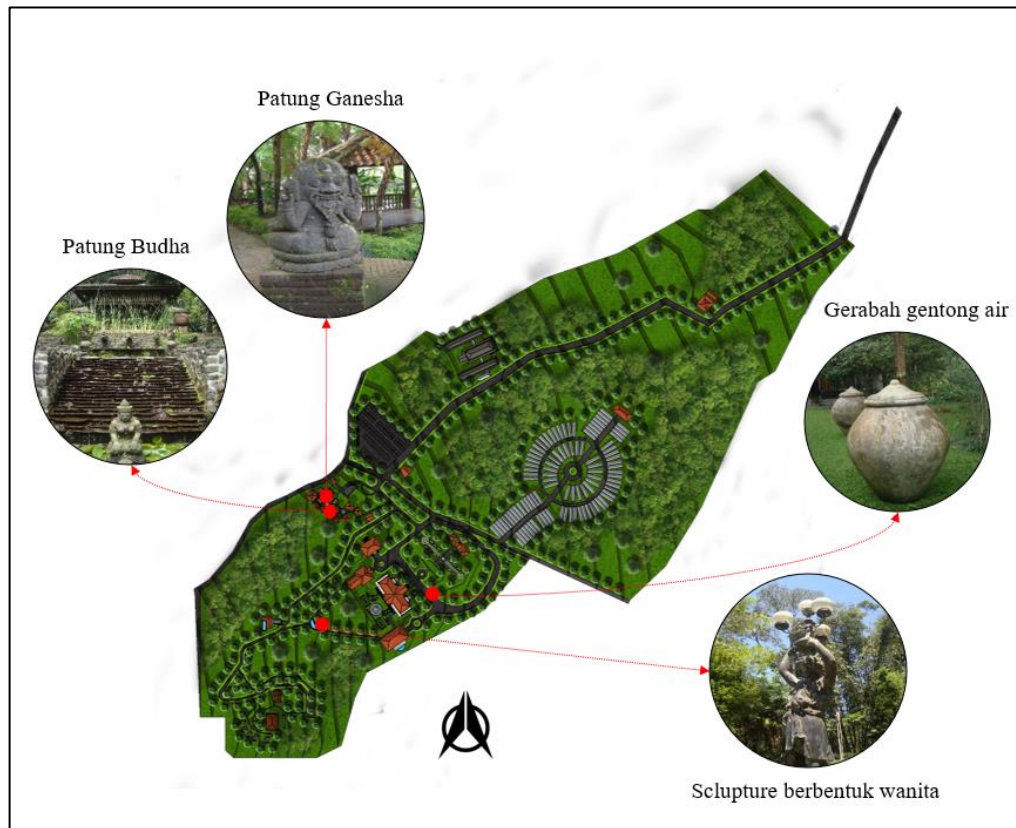 Patung Ganesha
Patung Budha
Gerabah gentong air
Sclupture berbentuk wanita